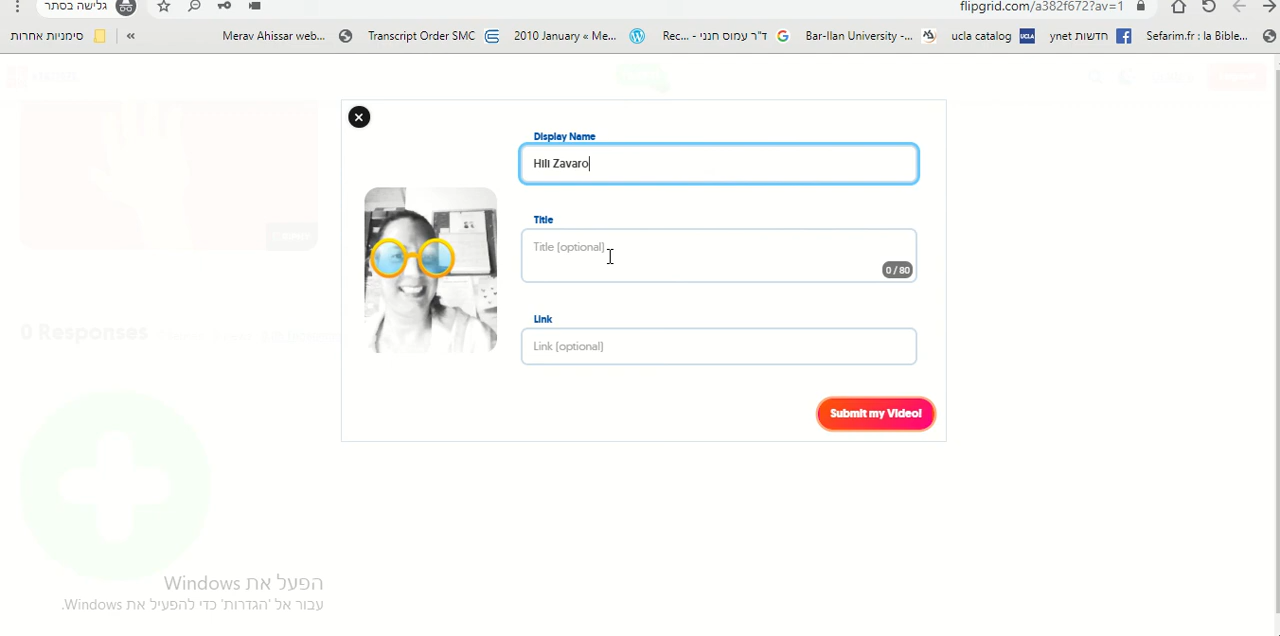 גלישה בסתר
flipgrid.com/a382f672?av=1
סימניות אחרות
«
Merav Ahissar web...
Transcript Order SMC
2010 January « Me...
ד"ר עמוס חנני - Rec...
Bar-Ilan University -...
ucla catalog
חדשות ynet
Sefarim.fr : la Bible...
Display Name
Hili Zavaro
Title
Title (optional)
0 / 80
Link
Link (optional)
Submit my Video!
0 Responses
הפעל את Windows
עבור אל 'הגדרות' כדי להפעיל את Windows.